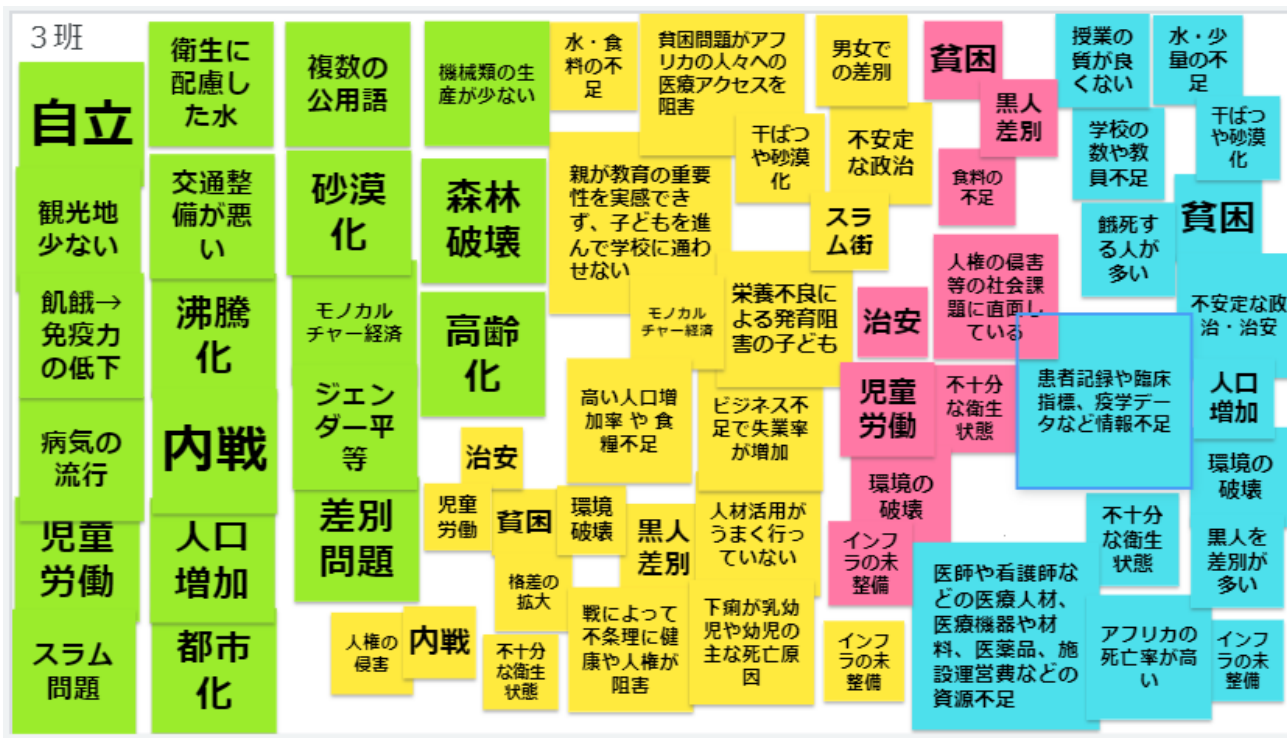 3班
自立
観光地
少ない
飢餓→
免疫力
の低下
病気の
流行
児童
労働
スラム
問題
衛生に
配慮し
た水
交通整
備が悪
い
沸騰
化
内戦
人口
増加
都市
化
複数の
公用語
砂漠
化
モノカル
チャー経済
ジェン
ダー平
等
差別
問題
機械類の生
産が少ない
森林
破壊
高齢
化
水・食
料の不
足
貧困問題がアフ
リカの人々への
医療アクセスを
阻害
男女で
の差別
干ばつ
や砂漠
化
不安定
な政治
親が教育の重要
性を実感でき
ず、子どもを進
んで学校に通わ
せない
スラ
ム街
モノカル
チャー経済
栄養不良に
よる発育阻
害の子ども
高い人口増
加率 や 食
糧不足
ビジネス不
足で失業率
が増加
治安
児童
労働
貧困
環境
破壊
黒人
差別
人材活用が
うまく行っ
ていない
格差の
拡大
人権の
侵害
内戦
不十分
な衛生
状態
戦によって
不条理に健
康や人権が
阻害
下痢が乳幼
児や幼児の
主な死亡原
因
インフ
ラの未
整備
貧困
黒人
差別
食料の
不足
人権の侵害
等の社会課
題に直面し
ている
治安
児童
労働
不十分
な衛生
状態
環境の
破壊
インフ
ラの未
整備
授業の
質が良
くない
水・少
量の不
足
学校の
数や教
員不足
干ばつ
や砂漠
化
貧困
餓死す
る人が
多い
不安定な政
治・治安
患者記録や臨床
指標、疫学デー
タなど情報不足
人口
増加
環境の
破壊
不十分
な衛生
状態
黒人を
差別が
多い
医師や看護師な
どの医療人材、
医療機器や材
料、医薬品、施
設運営費などの
資源不足
アフリカの
死亡率が高
い
インフ
ラの未
整備